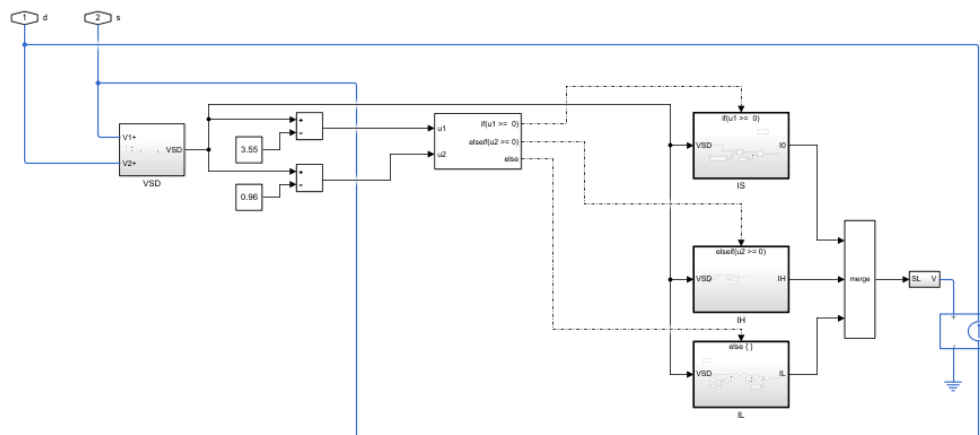 1 d 2 s
V1+
V2+
VSD
VSD
+
−
3.55
+
−
0.96
u1
u2
if(u1 >= 0)
elseif(u2 >= 0)
else
if(u1 >= 0)
VSD I0
IS
elseif(u2 >= 0)
VSD IH
IH
else { }
VSD IL
IL
merge
SL V